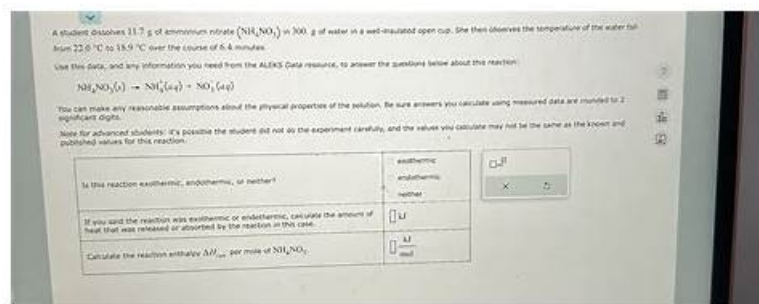 A student dissolves 11.7 g of ammonium nitrate (NH₄NO₃) in 300. g of water in a well-insulated open cup. She then observes the temperature of the water fall
from 22.0 °C to 18.9 °C over the course of 6.4 minutes.
Use this data, and any information you need from the ALEKS Data resource, to answer the questions below about this reaction:
NH₄NO₃(s) → NH₄⁺(aq) + NO₃⁻(aq)
You can make any reasonable assumptions about the physical properties of the solution. Be sure answers you calculate using measured data are rounded to 2
significant digits.
Note for advanced students: it's possible the student did not do the experiment carefully, and the values you calculate may not be the same as the known and
published values for this reaction.
Is this reaction exothermic, endothermic, or neither?
exothermic
endothermic
neither
If you said the reaction was exothermic or endothermic, calculate the amount of
heat that was released or absorbed by the reaction in this case.
kJ
Calculate the reaction enthalpy ΔHrxn per mole of NH₄NO₃.
kJ
mol